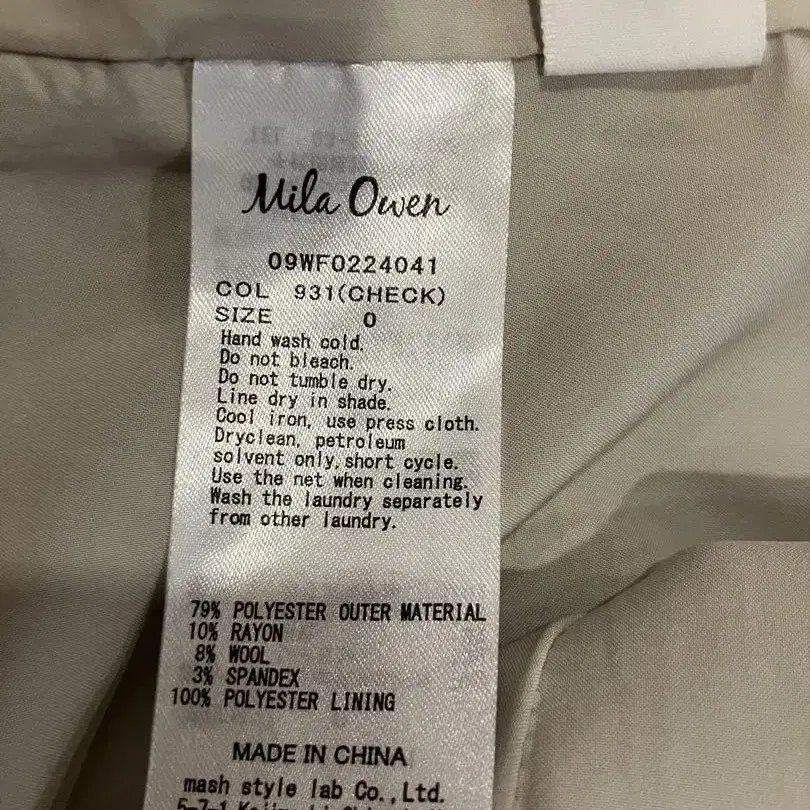 Mila Owen
09WF0224041
COL 931(CHECK)
SIZE 0
Hand wash cold.
Do not bleach.
Do not tumble dry.
Line dry in shade.
Cool iron, use press cloth.
Dryclean, petroleum
solvent only,short cycle.
Use the net when cleaning.
Wash the laundry separately
from other laundry.
79% POLYESTER OUTER MATERIAL
10% RAYON
8% WOOL
3% SPANDEX
100% POLYESTER LINING
MADE IN CHINA
mash style lab Co.,Ltd.
5-7-1